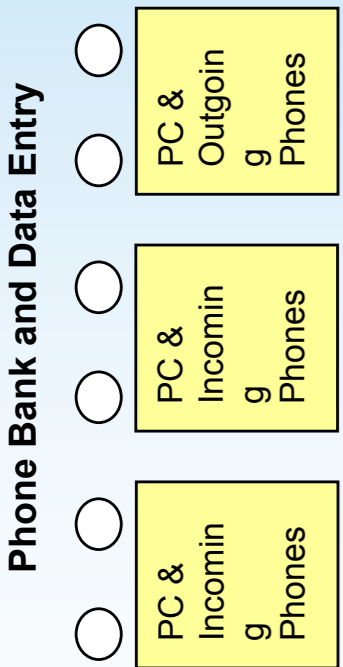 Phone Bank and Data Entry
PC &
Incomin
g
Phones
PC &
Incomin
g
Phones
PC &
Outgoin
g
Phones